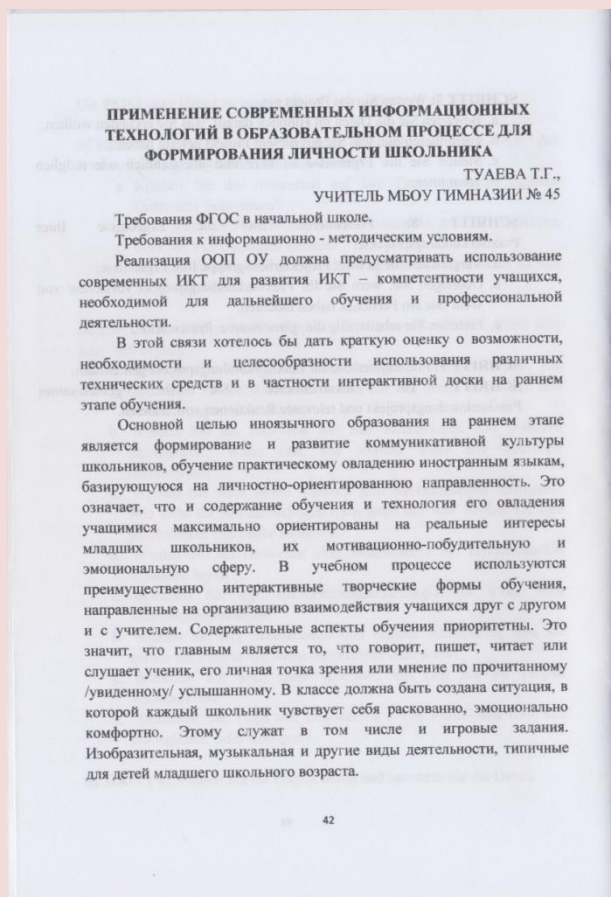 ПРИМЕНЕНИЕ СОВРЕМЕННЫХ ИНФОРМАЦИОННЫХ
ТЕХНОЛОГИЙ В ОБРАЗОВАТЕЛЬНОМ ПРОЦЕССЕ ДЛЯ
ФОРМИРОВАНИЯ ЛИЧНОСТИ ШКОЛЬНИКА
ТУАЕВА Т.Г.,
УЧИТЕЛЬ МБОУ ГИМНАЗИИ № 45
Требования ФГОС в начальной школе.
Требования к информационно - методическим условиям.
Реализация ООП ОУ должна предусматривать использование
современных ИКТ для развития ИКТ – компетентности учащихся,
необходимой для дальнейшего обучения и профессиональной
деятельности.
В этой связи хотелось бы дать краткую оценку о возможности,
необходимости и целесообразности использования различных
технических средств и в частности интерактивной доски на раннем
этапе обучения.
Основной целью иноязычного образования на раннем этапе
является формирование и развитие коммуникативной культуры
школьников, обучение практическому овладению иностранным языкам,
базирующуюся на личностно-ориентированною направленность. Это
означает, что и содержание обучения и технология его овладения
учащимися максимально ориентированы на реальные интересы
младших школьников, их мотивационно-побудительную и
эмоциональную сферу. В учебном процессе используются
преимущественно интерактивные творческие формы обучения,
направленные на организацию взаимодействия учащихся друг с другом
и с учителем. Содержательные аспекты обучения приоритетны. Это
значит, что главным является то, что говорит, пишет, читает или
слушает ученик, его личная точка зрения или мнение по прочитанному
/увиденному/ услышанному. В классе должна быть создана ситуация, в
которой каждый школьник чувствует себя раскованно, эмоционально
комфортно. Этому служат в том числе и игровые задания.
Изобразительная, музыкальная и другие виды деятельности, типичные
для детей младшего школьного возраста.
42